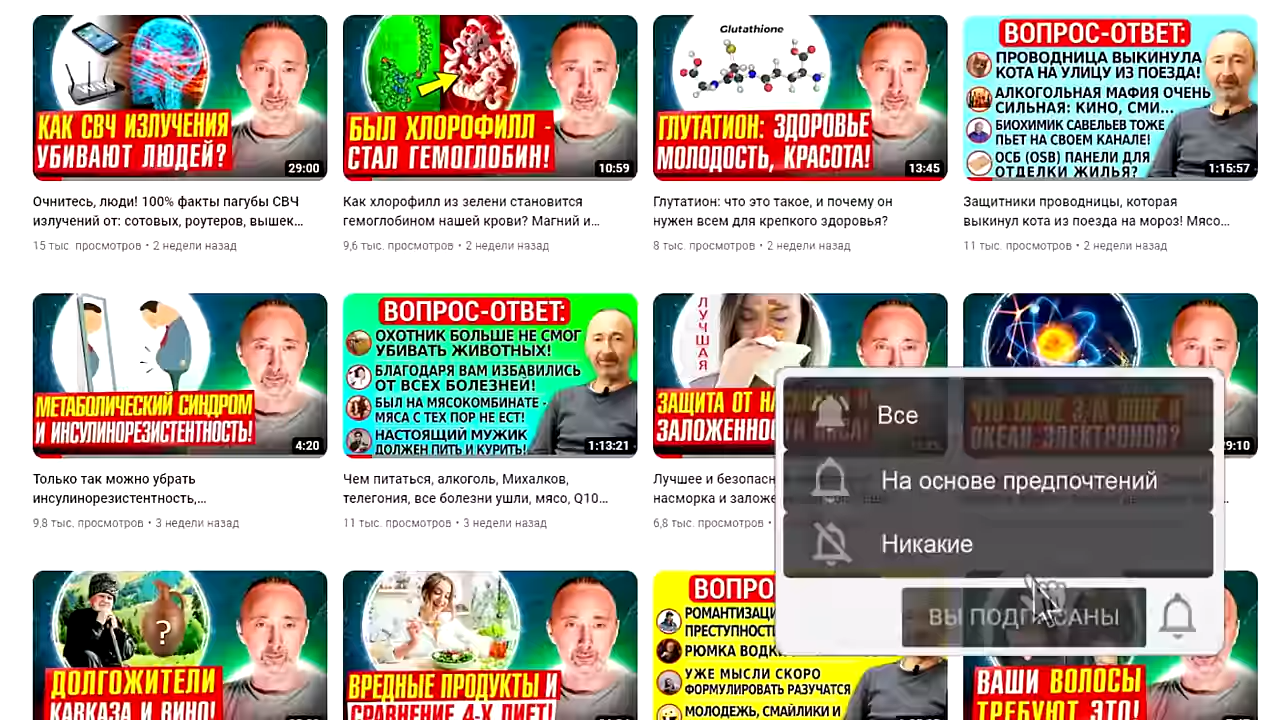 КАК СВЧ ИЗЛУЧЕНИЯ
УБИВАЮТ ЛЮДЕЙ?
29:00
Очнитесь, люди! 100% факты пагубы СВЧ
излучений от: сотовых, роутеров, вышек...
15 тыс. просмотров • 2 недели назад
БЫЛ ХЛОРОФИЛЛ -
СТАЛ ГЕМОГЛОБИН!
10:59
Как хлорофилл из зелени становится
гемоглобином нашей крови? Магний и...
9,6 тыс. просмотров • 2 недели назад
Glutathione
ГЛУТАТИОН: ЗДОРОВЬЕ
МОЛОДОСТЬ, КРАСОТА!
13:45
Глутатион: что это такое, и почему он
нужен всем для крепкого здоровья?
8 тыс. просмотров • 2 недели назад
ВОПРОС-ОТВЕТ:
ПРОВОДНИЦА ВЫКИНУЛА
КОТА НА УЛИЦУ ИЗ ПОЕЗДА!
АЛКОГОЛЬНАЯ МАФИЯ ОЧЕНЬ
СИЛЬНАЯ: КИНО, СМИ...
БИОХИМИК САВЕЛЬЕВ ТОЖЕ
ПЬЕТ НА СВОЕМ КАНАЛЕ!
ОСБ (OSB) ПАНЕЛИ ДЛЯ
ОТДЕЛКИ ЖИЛЬЯ?
1:15:57
Защитники проводницы, которая
выкинул кота из поезда на мороз! Мясо...
11 тыс. просмотров • 2 недели назад
МЕТАБОЛИЧЕСКИЙ СИНДРОМ
И ИНСУЛИНОРЕЗИСТЕНТНОСТЬ!
4:20
Только так можно убрать
инсулинорезистентность,...
9,8 тыс. просмотров • 3 недели назад
ВОПРОС-ОТВЕТ:
ОХОТНИК БОЛЬШЕ НЕ СМОГ
УБИВАТЬ ЖИВОТНЫХ!
БЛАГОДАРЯ ВАМ ИЗБАВИЛИСЬ
ОТ ВСЕХ БОЛЕЗНЕЙ!
БЫЛ НА МЯСОКОМБИНАТЕ -
МЯСА С ТЕХ ПОР НЕ ЕСТ!
НАСТОЯЩИЙ МУЖИК
ДОЛЖЕН ПИТЬ И КУРИТЬ!
1:13:21
Чем питаться, алкоголь, Михалков,
телегония, все болезни ушли, мясо, Q10...
11 тыс. просмотров • 3 недели назад
ЛУЧШАЯ
ЗАЩИТА ОТ
ЗАЛОЖЕННОС
Лучшее и безопасн
насморка и заложе
6,8 тыс. просмотров •
9:10
Все
На основе предпочтений
Никакие
ВЫ ПОДПИСАНЫ
ДОЛГОЖИТЕЛИ
КАВКАЗА И ВИНО!
?
ВРЕДНЫЕ ПРОДУКТЫ И
СРАВНЕНИЕ 4-Х ДИЕТ!
ВОПРО
РОМАНТИЗАЦИ
ПРЕСТУПНОСТ
РЮМКА ВОДК
УЖЕ МЫСЛИ СКОРО
ФОРМУЛИРОВАТЬ РАЗУЧАТСЯ
МОЛОДЕЖЬ, СМАЙЛИКИ И
ВАШИ ВОЛОСЫ
ТРЕБУЮТ ЭТО!